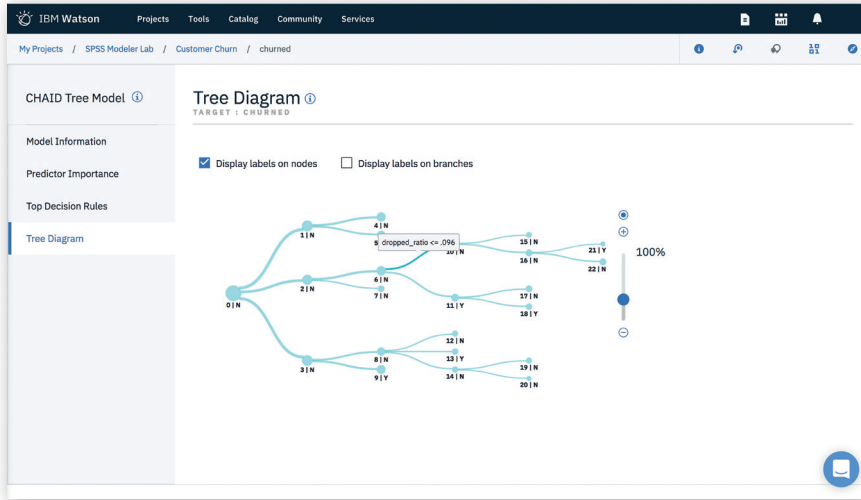 IBM Watson Projects Tools Catalog Community Services
My Projects / SPSS Modeler Lab / Customer Churn / churned
CHAID Tree Model
Model Information
Predictor Importance
Top Decision Rules
Tree Diagram
Tree Diagram
TARGET : CHURNED
Display labels on nodes Display labels on branches
0 | N
1 | N
2 | N
3 | N
4 | N
5
dropped_ratio <= .096
6 | N
7 | N
8 | N
9 | Y
10 | N
11 | Y
12 | N
13 | Y
14 | N
15 | N
16 | N
17 | N
18 | Y
19 | N
20 | N
21 | Y
22 | N
100%